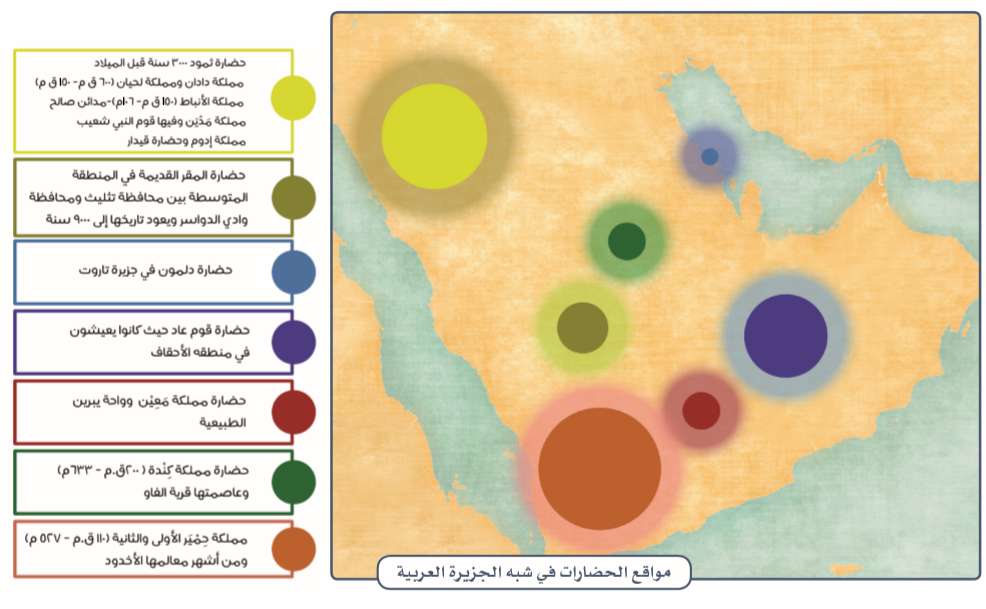 حضارة ثمود ٣٠٠٠ سنة قبل الميلاد
مملكة دادان ومملكة لحيان (٦٠٠ ق م- ١٥٠ ق م)
مملكة الأنباط (١٥٠ ق م- ١٠٦م)-مدائن صالح
مملكة مَدْيَن وفيها قوم النبي شعيب
مملكة إدوم وحضارة قيدار
حضارة المقر القديمة في المنطقة
المتوسطة بين محافظة تثليث ومحافظة
وادي الدواسر ويعود تاريخها إلى ٩٠٠٠ سنة
حضارة دلمون في جزيرة تاروت
حضارة قوم عاد حيث كانوا يعيشون
في منطقه الأحقاف
حضارة مملكة مَعِيْن وواحة يبرين
الطبيعية
حضارة مملكة كِنْدة ( ٢٠٠ق.م - ٦٣٣م)
وعاصمتها قرية الفاو
مملكة حِمْيَر الأولى والثانية (١١٠ ق.م - ٥٢٧ م)
ومن أشهر معالمها الأخدود
مواقع الحضارات في شبه الجزيرة العربية